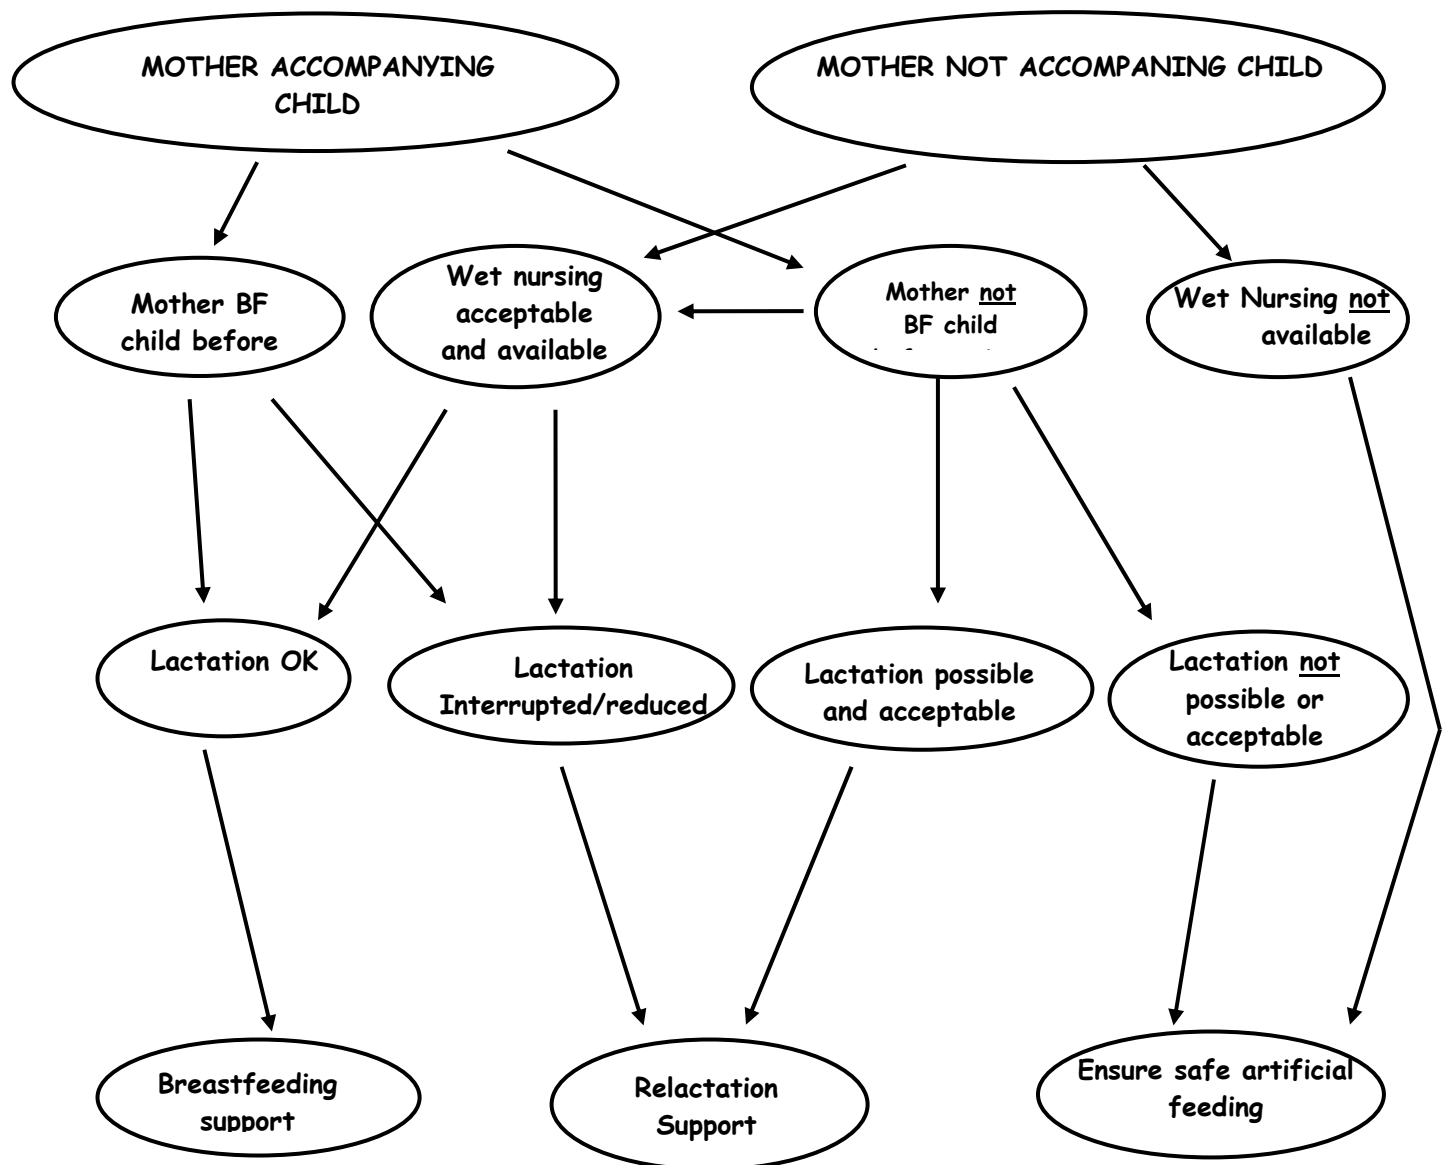 MOTHER ACCOMPANYING
CHILD
MOTHER NOT ACCOMPANING CHILD
Mother BF
child before
Wet nursing
acceptable
and available
Mother not
BF child
Wet Nursing not
available
Lactation OK
Lactation
Interrupted/reduced
Lactation possible
and acceptable
Lactation not
possible or
acceptable
Breastfeeding
support
Relactation
Support
Ensure safe artificial
feeding